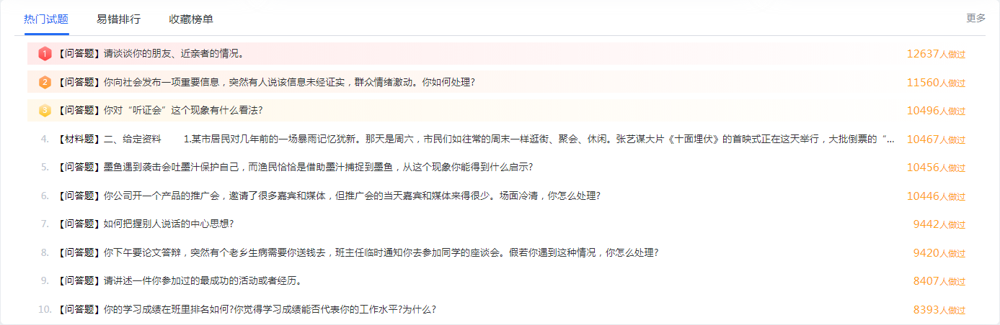 热门试题 易错排行 收藏榜单 更多
1 【问答题】请谈谈你的朋友、近亲者的情况。 12637人做过
2 【问答题】你向社会发布一项重要信息，突然有人说该信息未经证实，群众情绪激动。你如何处理? 11560人做过
3 【问答题】你对“听证会”这个现象有什么看法? 10496人做过
4. 【材料题】二、给定资料 1.某市居民对几年前的一场暴雨记忆犹新。那天是周六，市民们如往常的周末一样逛街、聚会、休闲。张艺谋大片《十面埋伏》的首映式正在这天举行，大批倒票的“... 10467人做过
5. 【问答题】墨鱼遇到袭击会吐墨汁保护自己，而渔民恰恰是借助墨汁捕捉到墨鱼，从这个现象你能得到什么启示? 10456人做过
6. 【问答题】你公司开一个产品的推广会，邀请了很多嘉宾和媒体，但推广会的当天嘉宾和媒体来得很少。场面冷清，你怎么处理? 10446人做过
7. 【问答题】如何把握别人说话的中心思想? 9442人做过
8. 【问答题】你下午要论文答辩，突然有个老乡生病需要你送钱去，班主任临时通知你去参加同学的座谈会。假若你遇到这种情况，你怎么处理? 9420人做过
9. 【问答题】请讲述一件你参加过的最成功的活动或者经历。 8407人做过
10. 【问答题】你的学习成绩在班里排名如何?你觉得学习成绩能否代表你的工作水平?为什么? 8393人做过